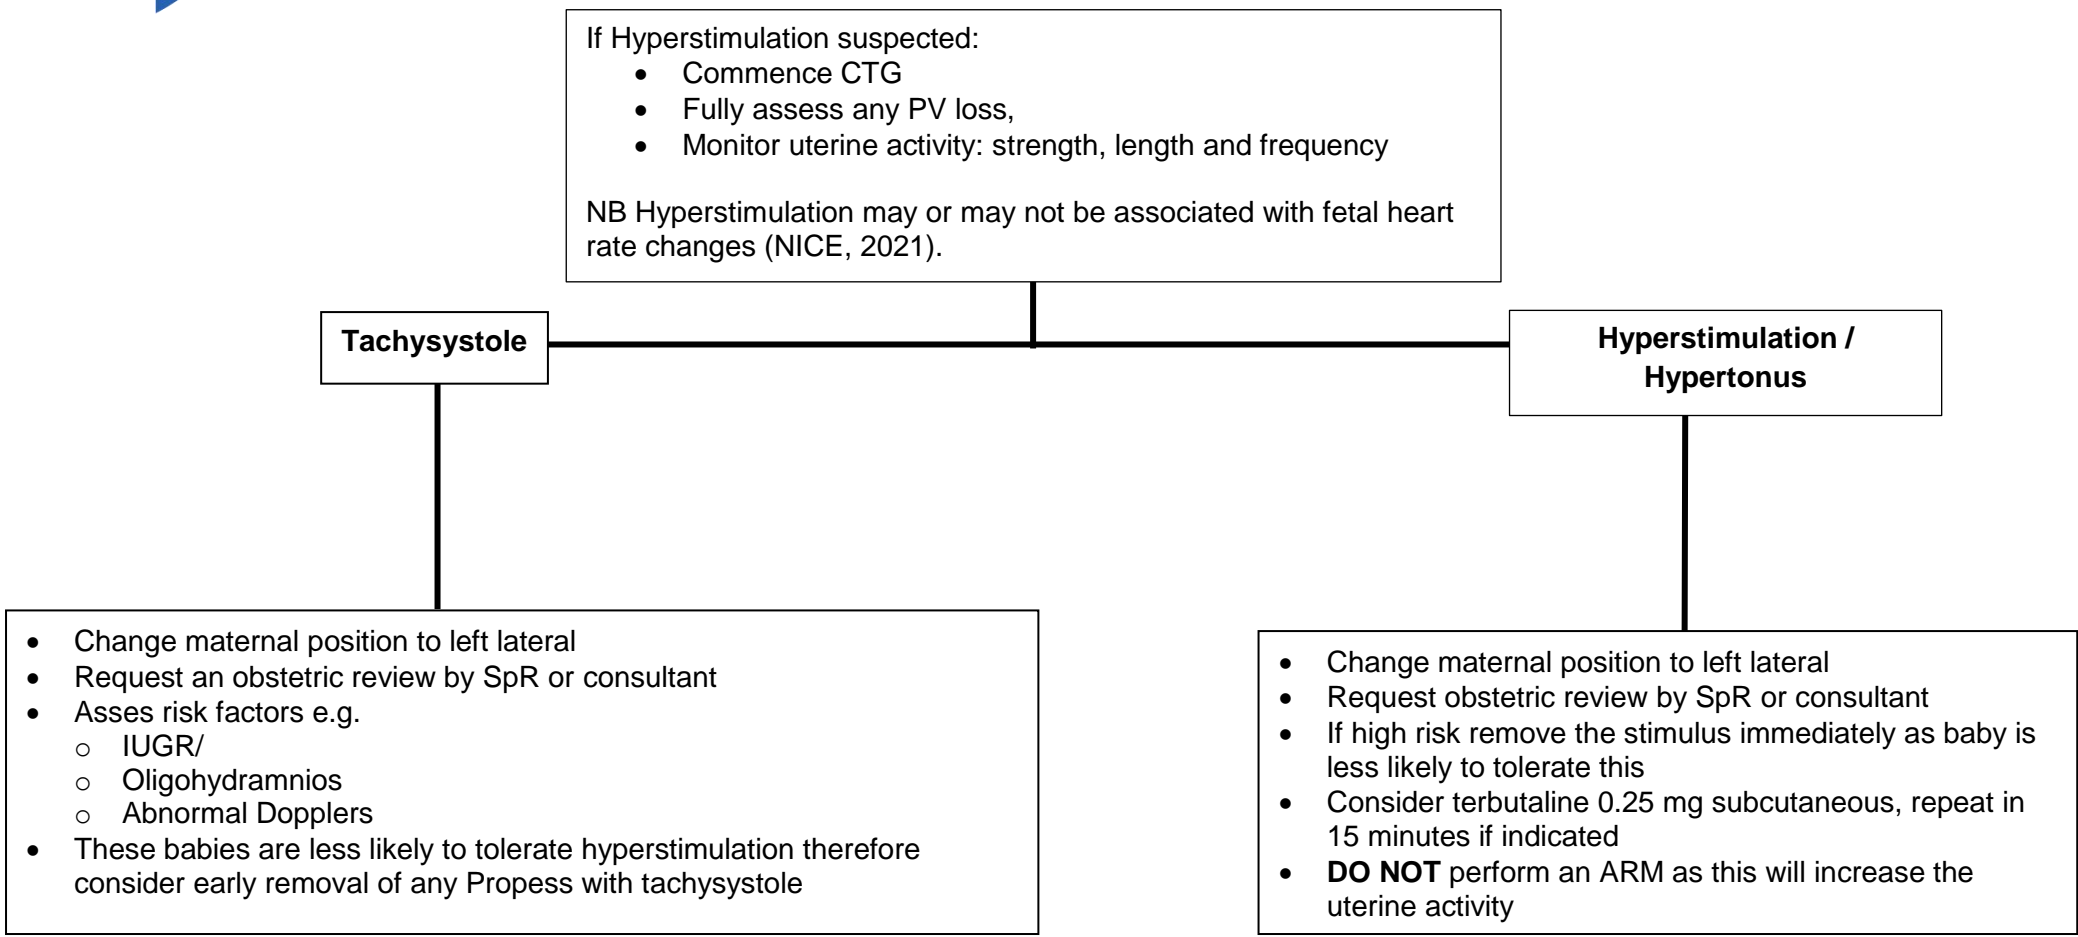 If Hyperstimulation suspected:
• Commence CTG
• Fully assess any PV loss,
• Monitor uterine activity: strength, length and frequency
NB Hyperstimulation may or may not be associated with fetal heart
rate changes (NICE, 2021).
Tachysystole
Hyperstimulation /
Hypertonus
• Change maternal position to left lateral
• Request an obstetric review by SpR or consultant
• Asses risk factors e.g.
o IUGR/
o Oligohydramnios
o Abnormal Dopplers
• These babies are less likely to tolerate hyperstimulation therefore
consider early removal of any Propess with tachysystole
• Change maternal position to left lateral
• Request obstetric review by SpR or consultant
• If high risk remove the stimulus immediately as baby is
less likely to tolerate this
• Consider terbutaline 0.25 mg subcutaneous, repeat in
15 minutes if indicated
• DO NOT perform an ARM as this will increase the
uterine activity